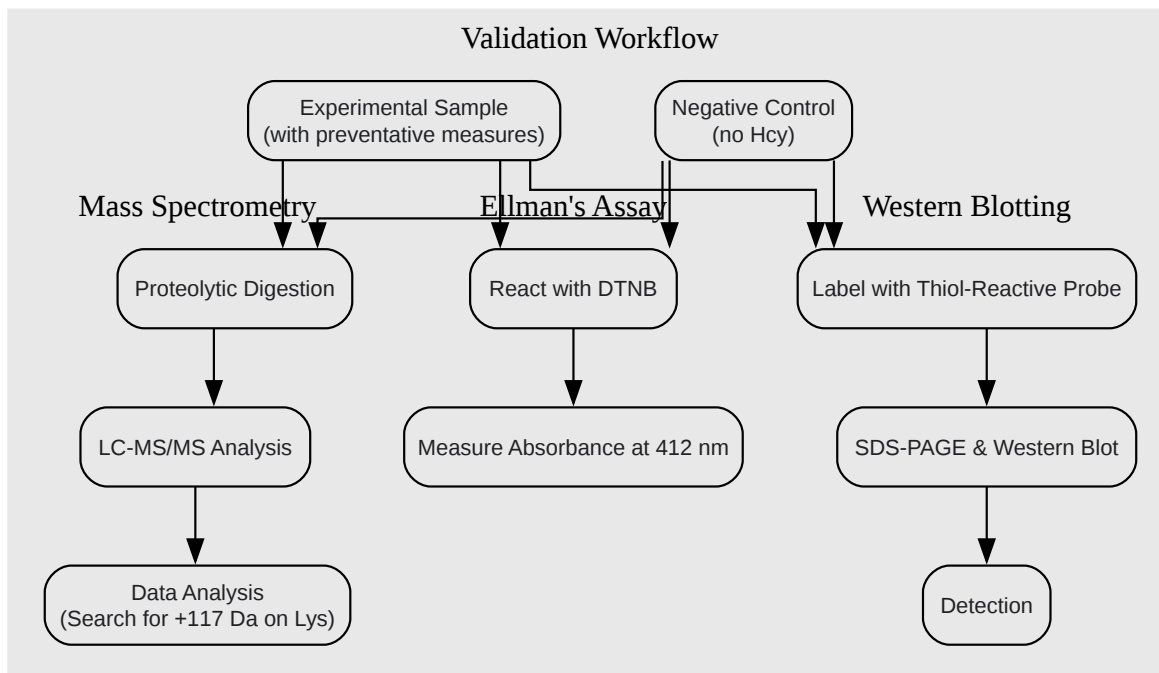 Validation Workflow
Experimental Sample
(with preventative measures)
Negative Control
(no Hcy)
Mass Spectrometry
Ellman's Assay
Western Blotting
Proteolytic Digestion
React with DTNB
Label with Thiol-Reactive Probe
LC-MS/MS Analysis
Measure Absorbance at 412 nm
SDS-PAGE & Western Blot
Data Analysis
(Search for +117 Da on Lys)
Detection